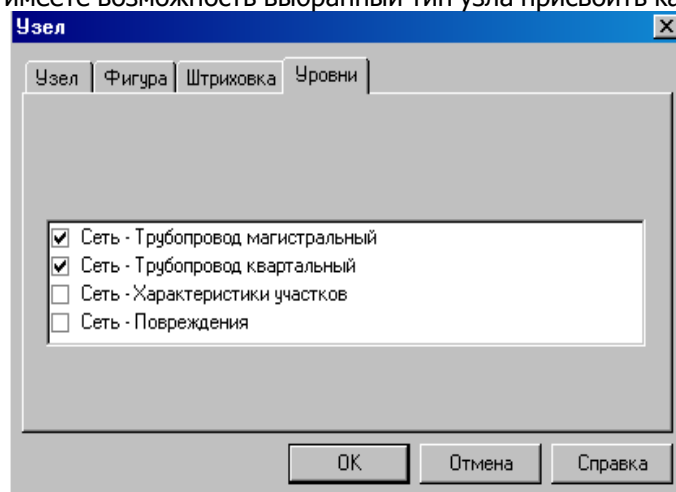 имеете возможность выбранный тип узла присвоить ка
Узел
Узел Фигура Штриховка Уровни
Сеть - Трубопровод магистральный
Сеть - Трубопровод квартальный
Сеть - Характеристики участков
Сеть - Повреждения
OK Отмена Справка